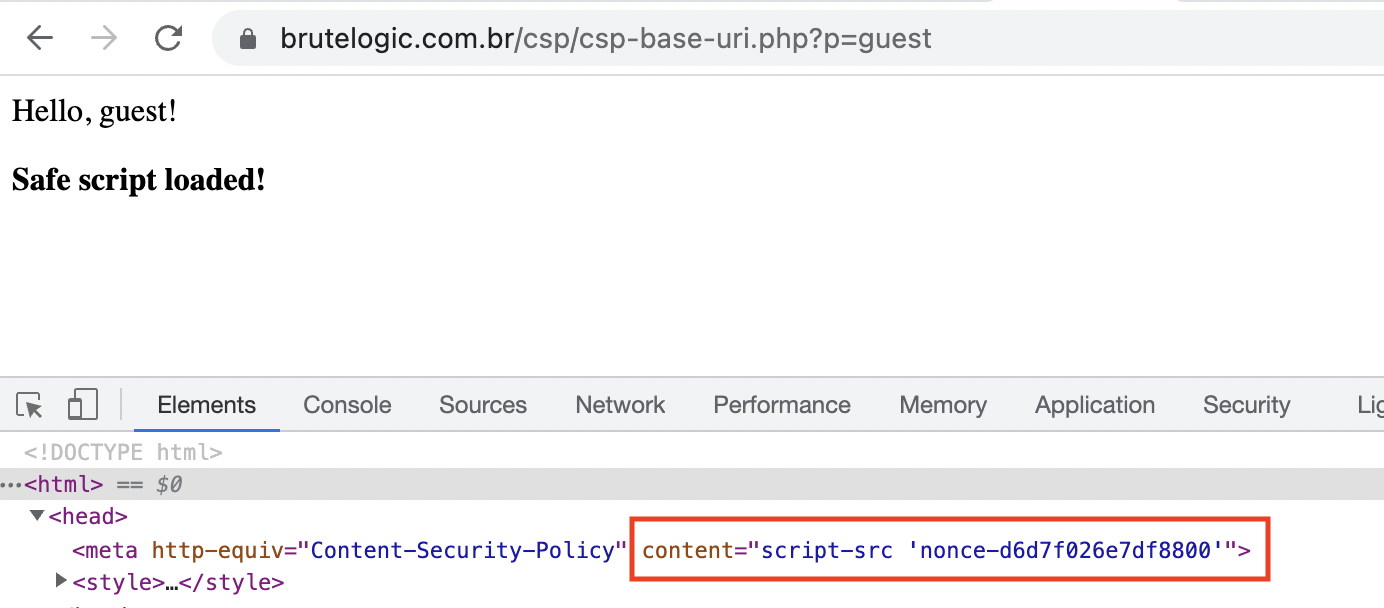 brutelogic.com.br/csp/csp-base-uri.php?p=guest
Hello, guest!
Safe script loaded!
Elements Console Sources Network Performance Memory Application Security
<!DOCTYPE html>
…<html> == $0
▼<head>
<meta http-equiv="Content-Security-Policy" content="script-src 'nonce-d6d7f026e7df8800'">
▶<style>…</style>